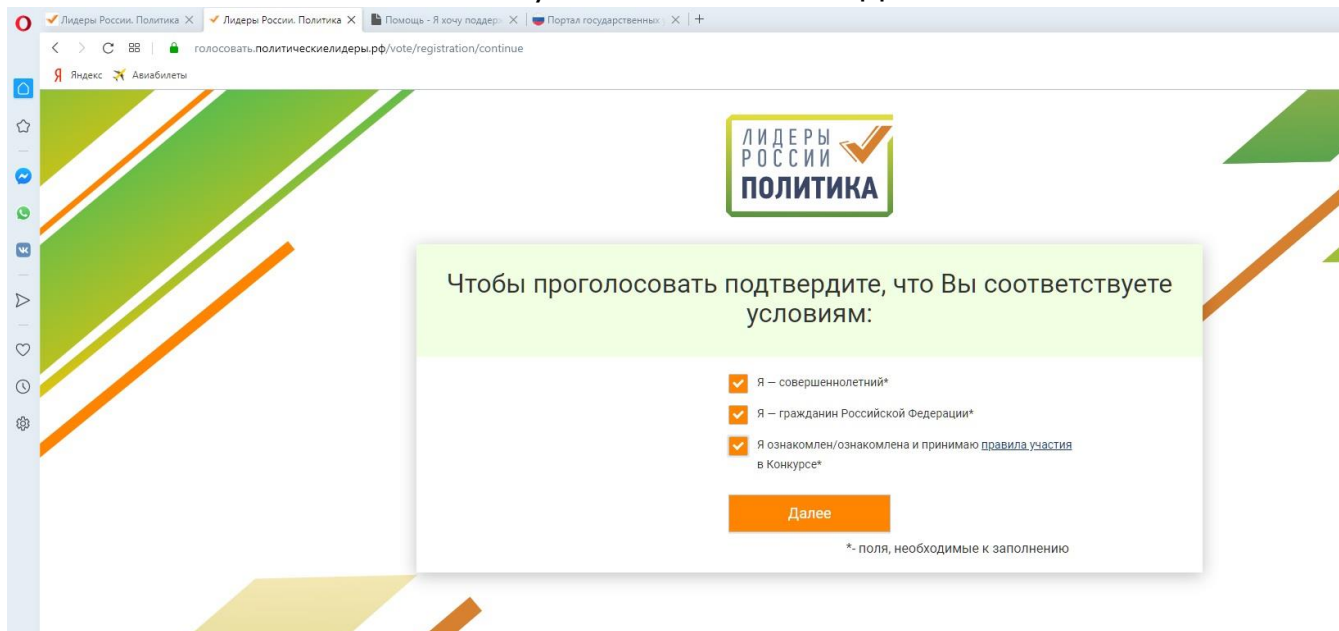 Лидеры России. Политика
Лидеры России. Политика
Помощь - Я хочу поддер
Портал государственных
голосовать.политическиелидеры.рф/vote/registration/continue
Яндекс
Авиабилеты
ЛИДЕРЫ
РОССИИ
ПОЛИТИКА
Чтобы проголосовать подтвердите, что Вы соответствуете
условиям:
Я — совершеннолетний*
Я — гражданин Российской Федерации*
Я ознакомлен/ознакомлена и принимаю правила участия
в Конкурсе*
Далее
*- поля, необходимые к заполнению